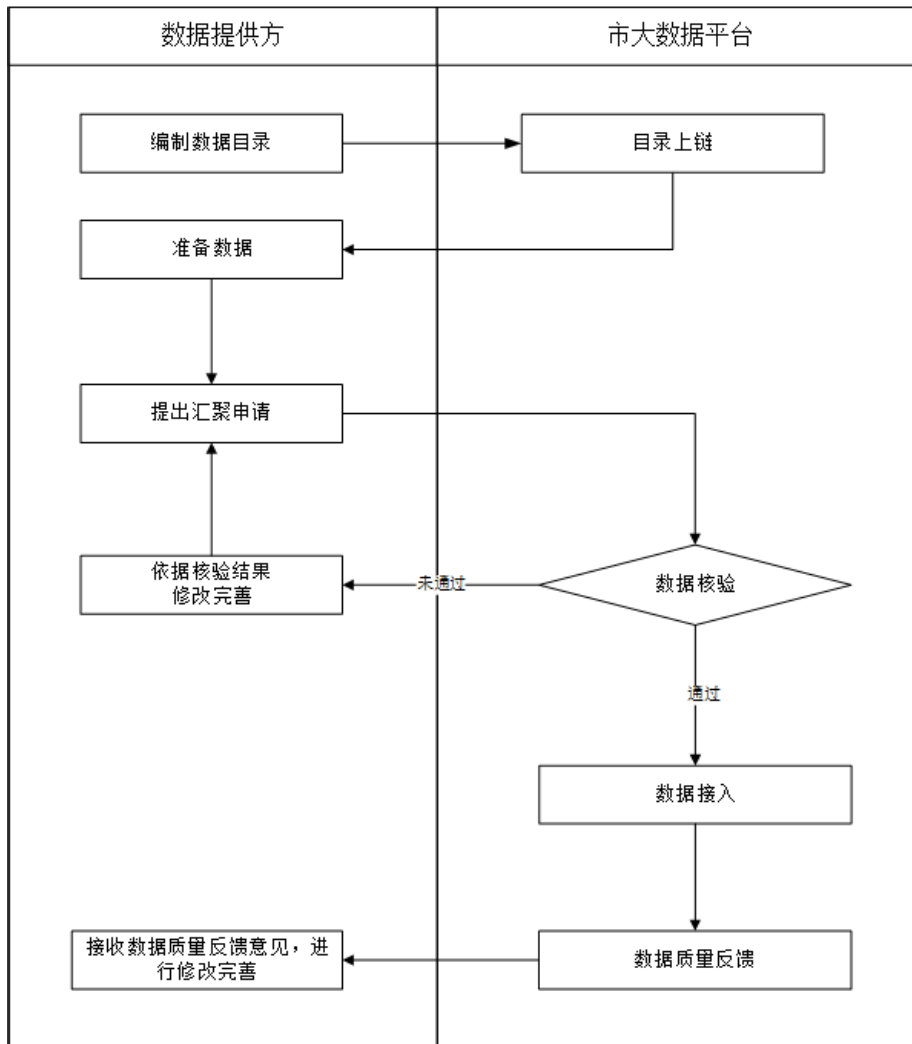 数据提供方
市大数据平台
编制数据目录
目录上链
准备数据
提出汇聚申请
依据核验结果
修改完善
未通过
数据核验
通过
数据接入
接收数据质量反馈意见，进
行修改完善
数据质量反馈